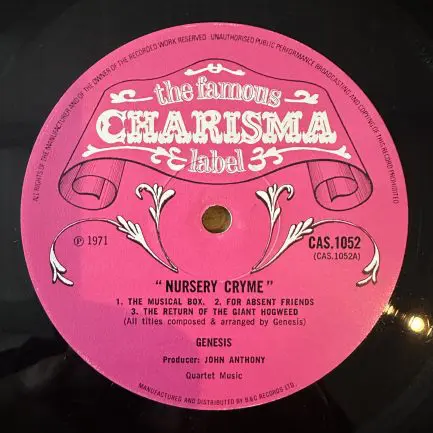 ALL RIGHTS OF THE MANUFACTURER AND OF THE OWNER OF THE RECORDED WORK RESERVED. UNAUTHORISED PUBLIC PERFORMANCE BROADCASTING AND COPYING OF THIS RECORD PROHIBITED
the famous
CHARISMA
label
℗ 1971
CAS.1052
(CAS.1052A)
"NURSERY CRYME"
1. THE MUSICAL BOX. 2. FOR ABSENT FRIENDS
3. THE RETURN OF THE GIANT HOGWEED
(All titles composed & arranged by Genesis)
GENESIS
Producer: JOHN ANTHONY
Quartet Music
MANUFACTURED AND DISTRIBUTED BY B&C RECORDS LTD.